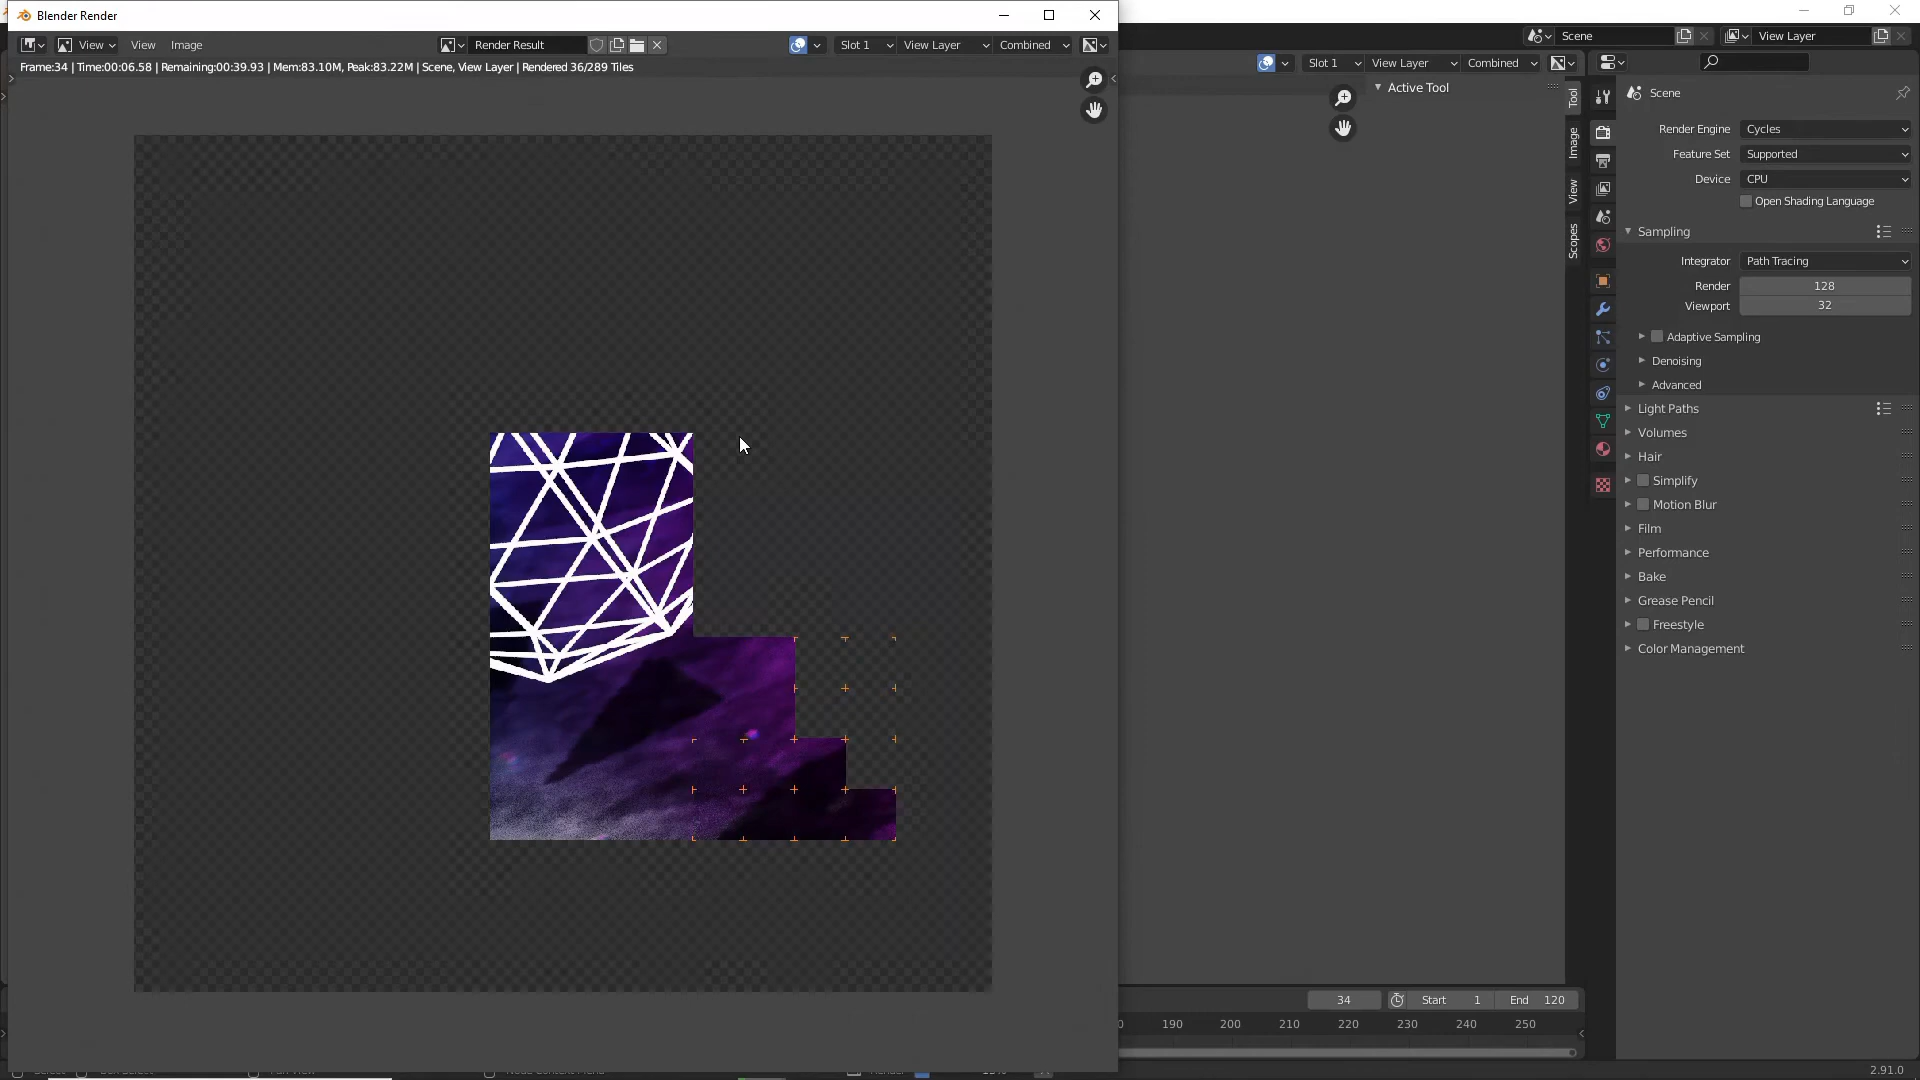 Blender Render
View View Image Render Result Slot 1 View Layer Combined
Frame:34 | Time:00:06.58 | Remaining:00:39.93 | Mem:83.10M, Peak:83.22M | Scene, View Layer | Rendered 36/289 Tiles
Scene View Layer
Slot 1 View Layer Combined
Active Tool
Tool
Image
View
Scopes
Scene
Render Engine Cycles
Feature Set Supported
Device CPU
Open Shading Language
Sampling
Integrator Path Tracing
Render 128
Viewport 32
Adaptive Sampling
Denoising
Advanced
Light Paths
Volumes
Hair
Simplify
Motion Blur
Film
Performance
Bake
Grease Pencil
Freestyle
Color Management
34 Start 1 End 120
190 200 210 220 230 240 250
2.91.0